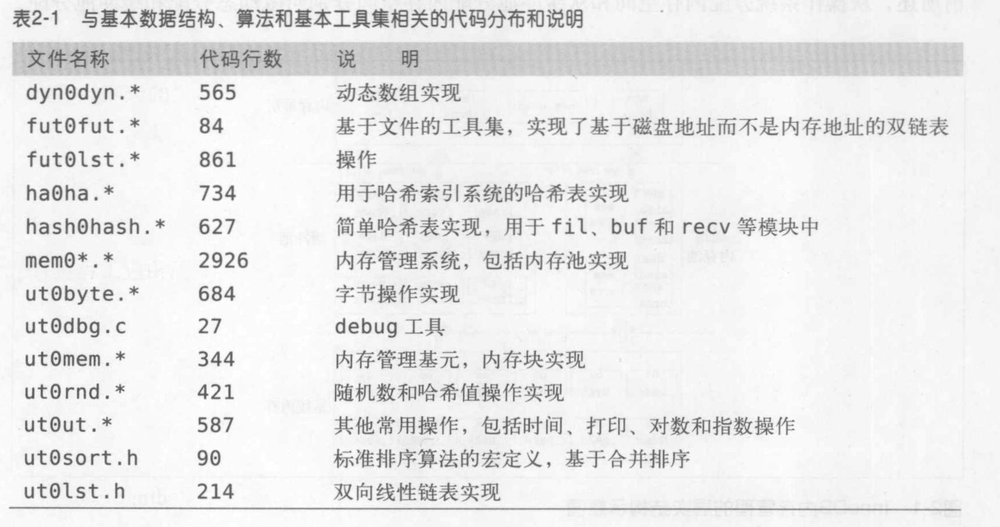 表2-1 与基本数据结构、算法和基本工具集相关的代码分布和说明
文件名称 代码行数 说 明
dyn0dyn.* 565 动态数组实现
fut0fut.* 84 基于文件的工具集，实现了基于磁盘地址而不是内存地址的双链表
fut0lst.* 861 操作
ha0ha.* 734 用于哈希索引系统的哈希表实现
hash0hash.* 627 简单哈希表实现，用于 fil、buf 和 recv 等模块中
mem0*.* 2926 内存管理系统，包括内存池实现
ut0byte.* 684 字节操作实现
ut0dbg.c 27 debug 工具
ut0mem.* 344 内存管理基元，内存块实现
ut0rnd.* 421 随机数和哈希值操作实现
ut0ut.* 587 其他常用操作，包括时间、打印、对数和指数操作
ut0sort.h 90 标准排序算法的宏定义，基于合并排序
ut0lst.h 214 双向线性链表实现